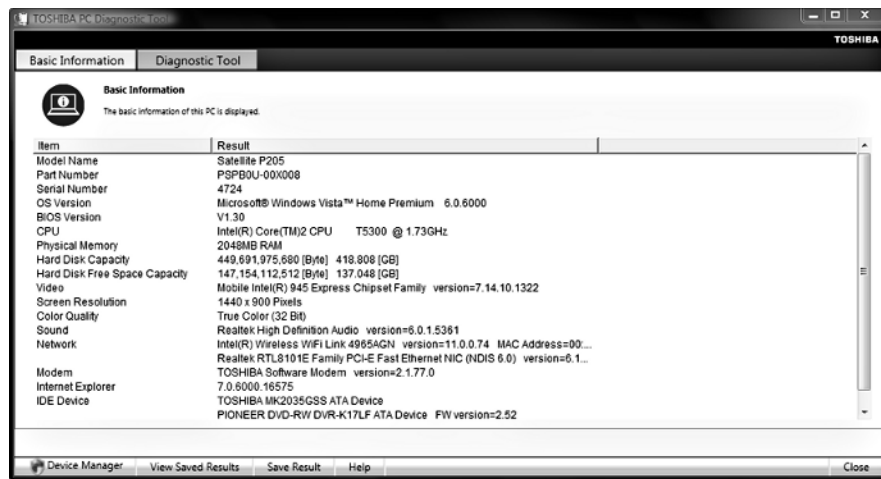 TOSHIBA PC Diagnostic Tool
TOSHIBA
Basic Information Diagnostic Tool
Basic Information
The basic information of this PC is displayed.
Item Result
Model Name Satellite P205
Part Number PSPB0U-00X008
Serial Number 4724
OS Version Microsoft® Windows Vista™ Home Premium 6.0.6000
BIOS Version V1.30
CPU Intel(R) Core(TM)2 CPU T5300 @ 1.73GHz
Physical Memory 2048MB RAM
Hard Disk Capacity 449,691,975,680 [Byte] 418.808 [GB]
Hard Disk Free Space Capacity 147,154,112,512 [Byte] 137.048 [GB]
Video Mobile Intel(R) 945 Express Chipset Family version=7.14.10.1322
Screen Resolution 1440 x 900 Pixels
Color Quality True Color (32 Bit)
Sound Realtek High Definition Audio version=6.0.1.5361
Network Intel(R) Wireless WiFi Link 4965AGN version=11.0.0.74 MAC Address=00:...
Realtek RTL8101E Family PCI-E Fast Ethernet NIC (NDIS 6.0) version=6.1...
Modem TOSHIBA Software Modem version=2.1.77.0
Internet Explorer 7.0.6000.16575
IDE Device TOSHIBA MK2035GSS ATA Device
PIONEER DVD-RW DVR-K17LF ATA Device FW version=2.52
Device Manager View Saved Results Save Result Help Close